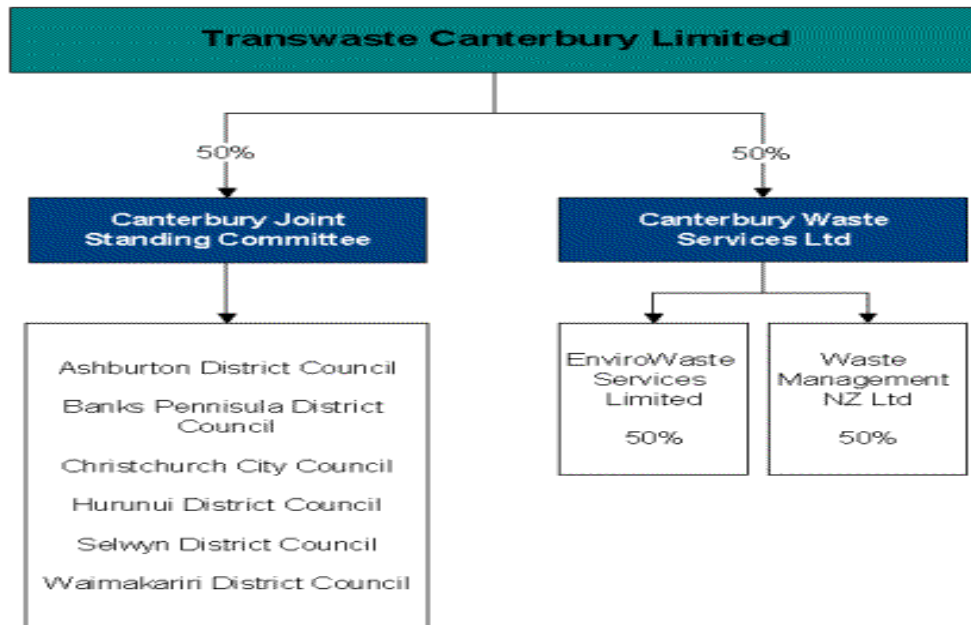 Transwaste Canterbury Limited
50%
50%
Canterbury Joint
Standing Committee
Canterbury Waste
Services Ltd
Ashburton District Council
Banks Pennisula District
Council
Christchurch City Council
Hurunui District Council
Selwyn District Council
Waimakariri District Council
EnviroWaste
Services
Limited
50%
Waste
Management
NZ Ltd
50%